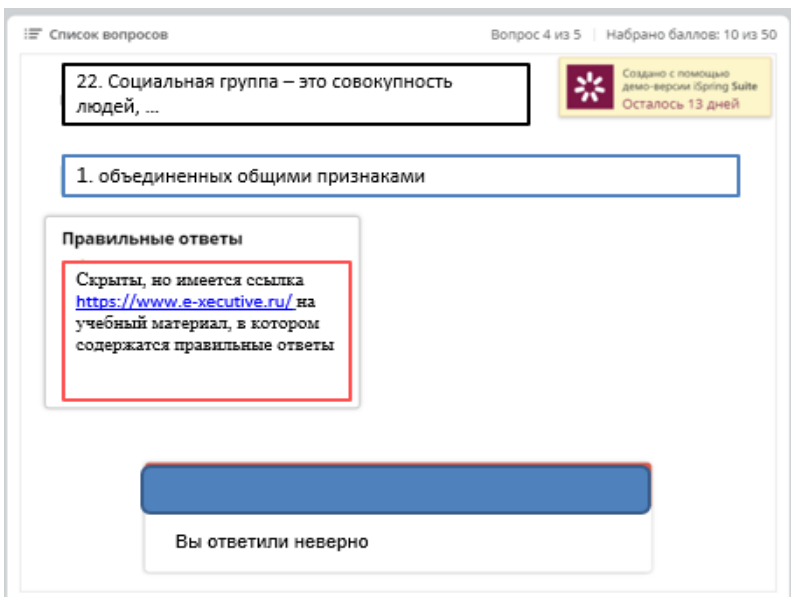 Список вопросов
Вопрос 4 из 5 | Набрано баллов: 10 из 50
22. Социальная группа – это совокупность
людей, ...
Создано с помощью
демо-версии iSpring Suite
Осталось 13 дней
1. объединенных общими признаками
Правильные ответы
Скрыты, но имеется ссылка
https://www.e-xecutive.ru/ на
учебный материал, в котором
содержатся правильные ответы
Вы ответили неверно